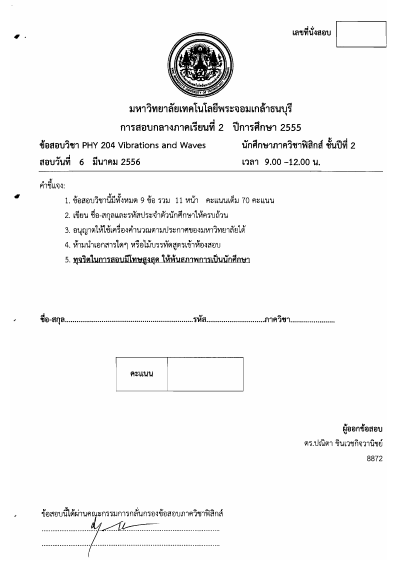 เลขที่นั่งสอบ
มหาวิทยาลัยเทคโนโลยีพระจอมเกล้าธนบุรี
การสอบกลางภาคเรียนที่ 2 ปีการศึกษา 2555
ข้อสอบวิชา PHY 204 Vibrations and Waves นักศึกษาภาควิชาฟิสิกส์ ชั้นปีที่ 2
สอบวันที่ 6 มีนาคม 2556 เวลา 9.00 –12.00 น.
คำชี้แจง:
1. ข้อสอบวิชานี้มีทั้งหมด 9 ข้อ รวม 11 หน้า คะแนนเต็ม 70 คะแนน
2. เขียน ชื่อ-สกุลและรหัสประจำตัวนักศึกษาให้ครบถ้วน
3. อนุญาตให้ใช้เครื่องคำนวณตามประกาศของมหาวิทยาลัยได้
4. ห้ามนำเอกสารใดๆ หรือไม้บรรทัดสูตรเข้าห้องสอบ
5. ทุจริตในการสอบมีโทษสูงสุด ให้พ้นสภาพการเป็นนักศึกษา
ชื่อ-สกุล..........................................................รหัส..........................ภาควิชา....................
คะแนน
ผู้ออกข้อสอบ
ดร.ปณิตา ชินเวชกิจวานิชย์
8872
ข้อสอบนี้ได้ผ่านคณะกรรมการกลั่นกรองข้อสอบภาควิชาฟิสิกส์